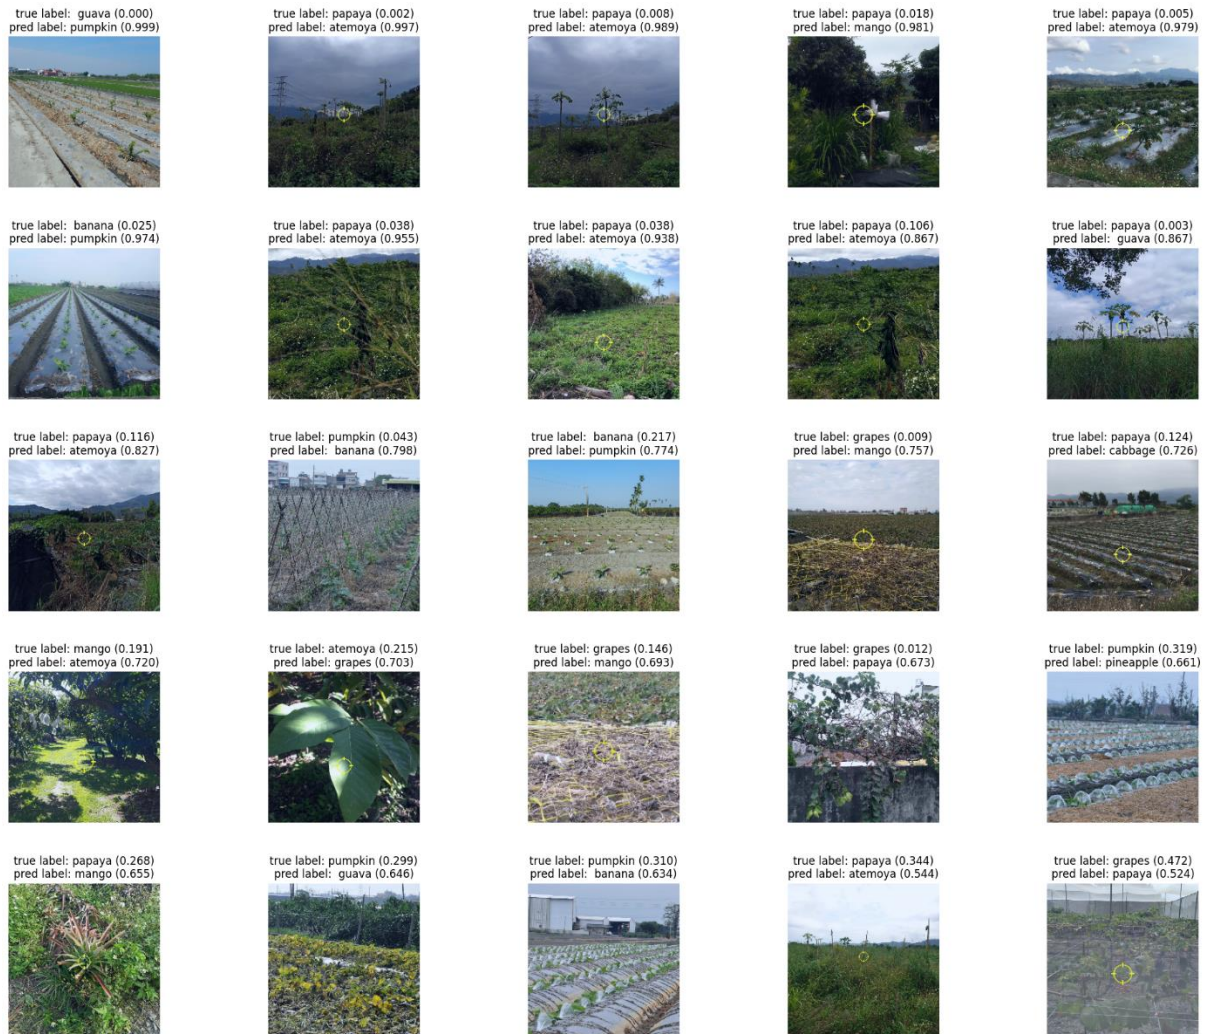 true label:  guava (0.000)
pred label: pumpkin (0.999)
true label: papaya (0.002)
pred label: atemoya (0.997)
true label: papaya (0.008)
pred label: atemoya (0.989)
true label: papaya (0.018)
pred label: mango (0.981)
true label: papaya (0.005)
pred label: atemoya (0.979)
true label:  banana (0.025)
pred label: pumpkin (0.974)
true label: papaya (0.038)
pred label: atemoya (0.955)
true label: papaya (0.038)
pred label: atemoya (0.938)
true label: papaya (0.106)
pred label: atemoya (0.867)
true label: papaya (0.003)
pred label:  guava (0.867)
true label: papaya (0.116)
pred label: atemoya (0.827)
true label: pumpkin (0.043)
pred label:  banana (0.798)
true label:  banana (0.217)
pred label: pumpkin (0.774)
true label: grapes (0.009)
pred label: mango (0.757)
true label: papaya (0.124)
pred label: cabbage (0.726)
true label: mango (0.191)
pred label: atemoya (0.720)
true label: atemoya (0.215)
pred label: grapes (0.703)
true label: grapes (0.146)
pred label: mango (0.693)
true label: grapes (0.012)
pred label: papaya (0.673)
true label: pumpkin (0.319)
pred label: pineapple (0.661)
true label: papaya (0.268)
pred label: mango (0.655)
true label: pumpkin (0.299)
pred label:  guava (0.646)
true label: pumpkin (0.310)
pred label:  banana (0.634)
true label: papaya (0.344)
pred label: atemoya (0.544)
true label: grapes (0.472)
pred label: papaya (0.524)